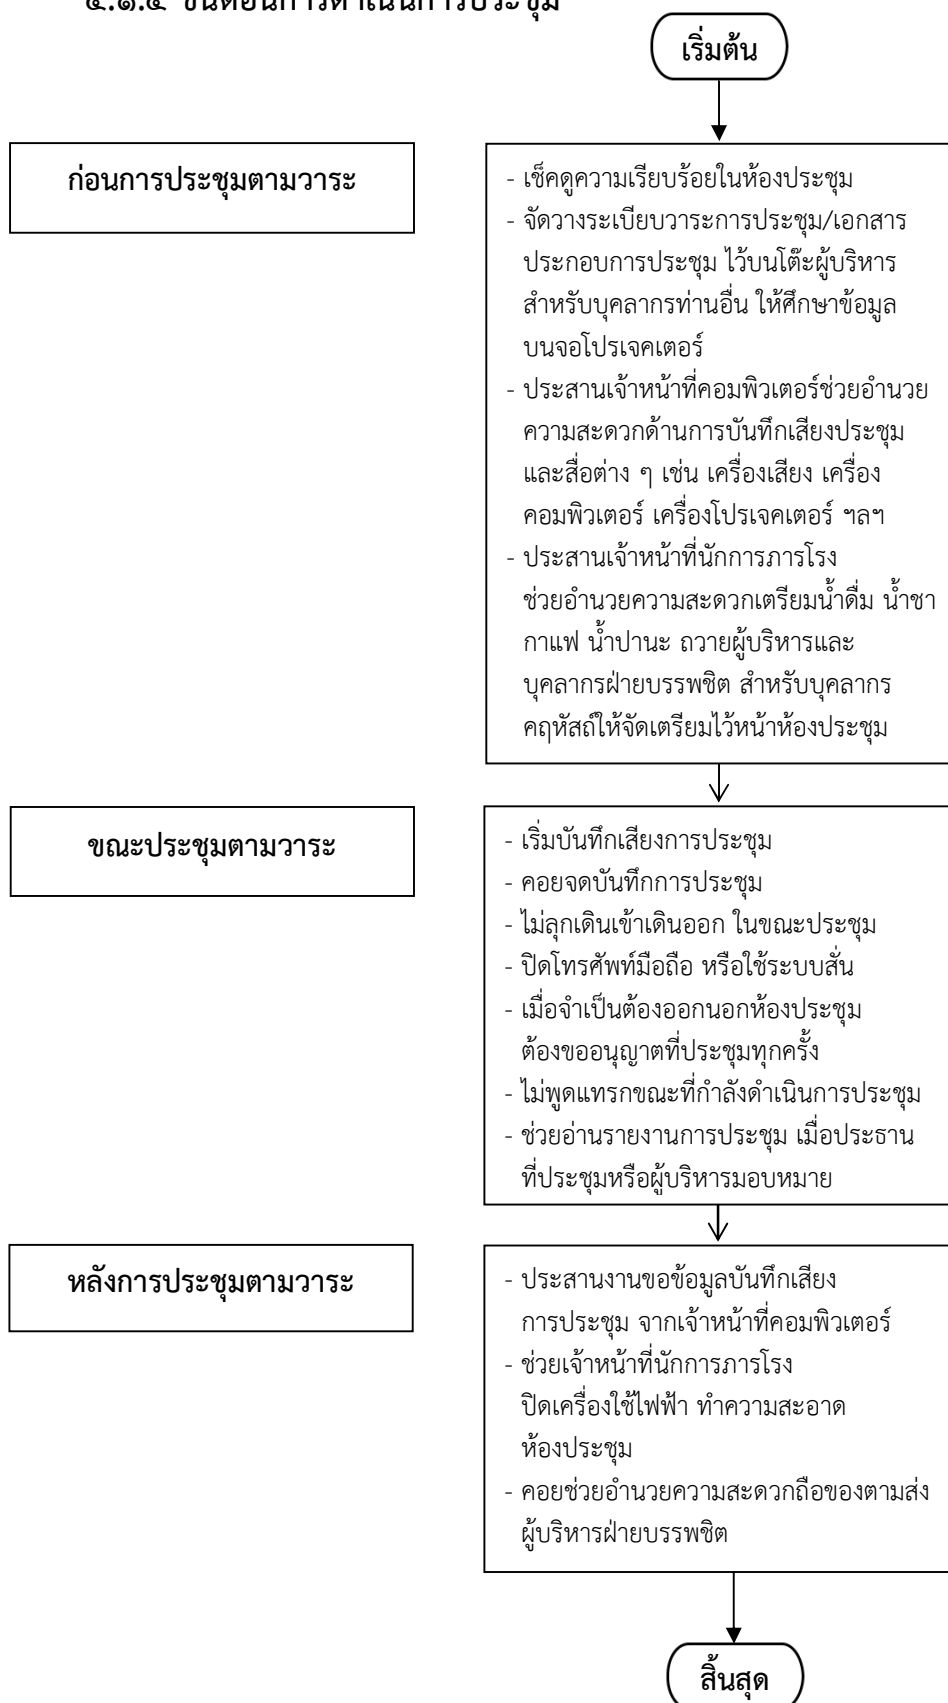 ๔.๑.๔ ขั้นตอนการดำเนินการประชุม
เริ่มต้น
ก่อนการประชุมตามวาระ
- เช็คดูความเรียบร้อยในห้องประชุม
- จัดวางระเบียบวาระการประชุม/เอกสาร
ประกอบการประชุม ไว้บนโต๊ะผู้บริหาร
สำหรับบุคลากรท่านอื่น ให้ศึกษาข้อมูล
บนจอโปรเจคเตอร์
- ประสานเจ้าหน้าที่คอมพิวเตอร์ช่วยอำนวย
ความสะดวกด้านการบันทึกเสียงประชุม
และสื่อต่าง ๆ เช่น เครื่องเสียง เครื่อง
คอมพิวเตอร์ เครื่องโปรเจคเตอร์ ฯลฯ
- ประสานเจ้าหน้าที่นักการภารโรง
ช่วยอำนวยความสะดวกเตรียมน้ำดื่ม น้ำชา
กาแฟ น้ำปานะ ถวายผู้บริหารและ
บุคลากรฝ่ายบรรพชิต สำหรับบุคลากร
คฤหัสถ์ให้จัดเตรียมไว้หน้าห้องประชุม
ขณะประชุมตามวาระ
- เริ่มบันทึกเสียงการประชุม
- คอยจดบันทึกการประชุม
- ไม่ลุกเดินเข้าเดินออก ในขณะประชุม
- ปิดโทรศัพท์มือถือ หรือใช้ระบบสั่น
- เมื่อจำเป็นต้องออกนอกห้องประชุม
ต้องขออนุญาตที่ประชุมทุกครั้ง
- ไม่พูดแทรกขณะที่กำลังดำเนินการประชุม
- ช่วยอ่านรายงานการประชุม เมื่อประธาน
ที่ประชุมหรือผู้บริหารมอบหมาย
หลังการประชุมตามวาระ
- ประสานงานขอข้อมูลบันทึกเสียง
การประชุม จากเจ้าหน้าที่คอมพิวเตอร์
- ช่วยเจ้าหน้าที่นักการภารโรง
ปิดเครื่องใช้ไฟฟ้า ทำความสะอาด
ห้องประชุม
- คอยช่วยอำนวยความสะดวกถือของตามส่ง
ผู้บริหารฝ่ายบรรพชิต
สิ้นสุด